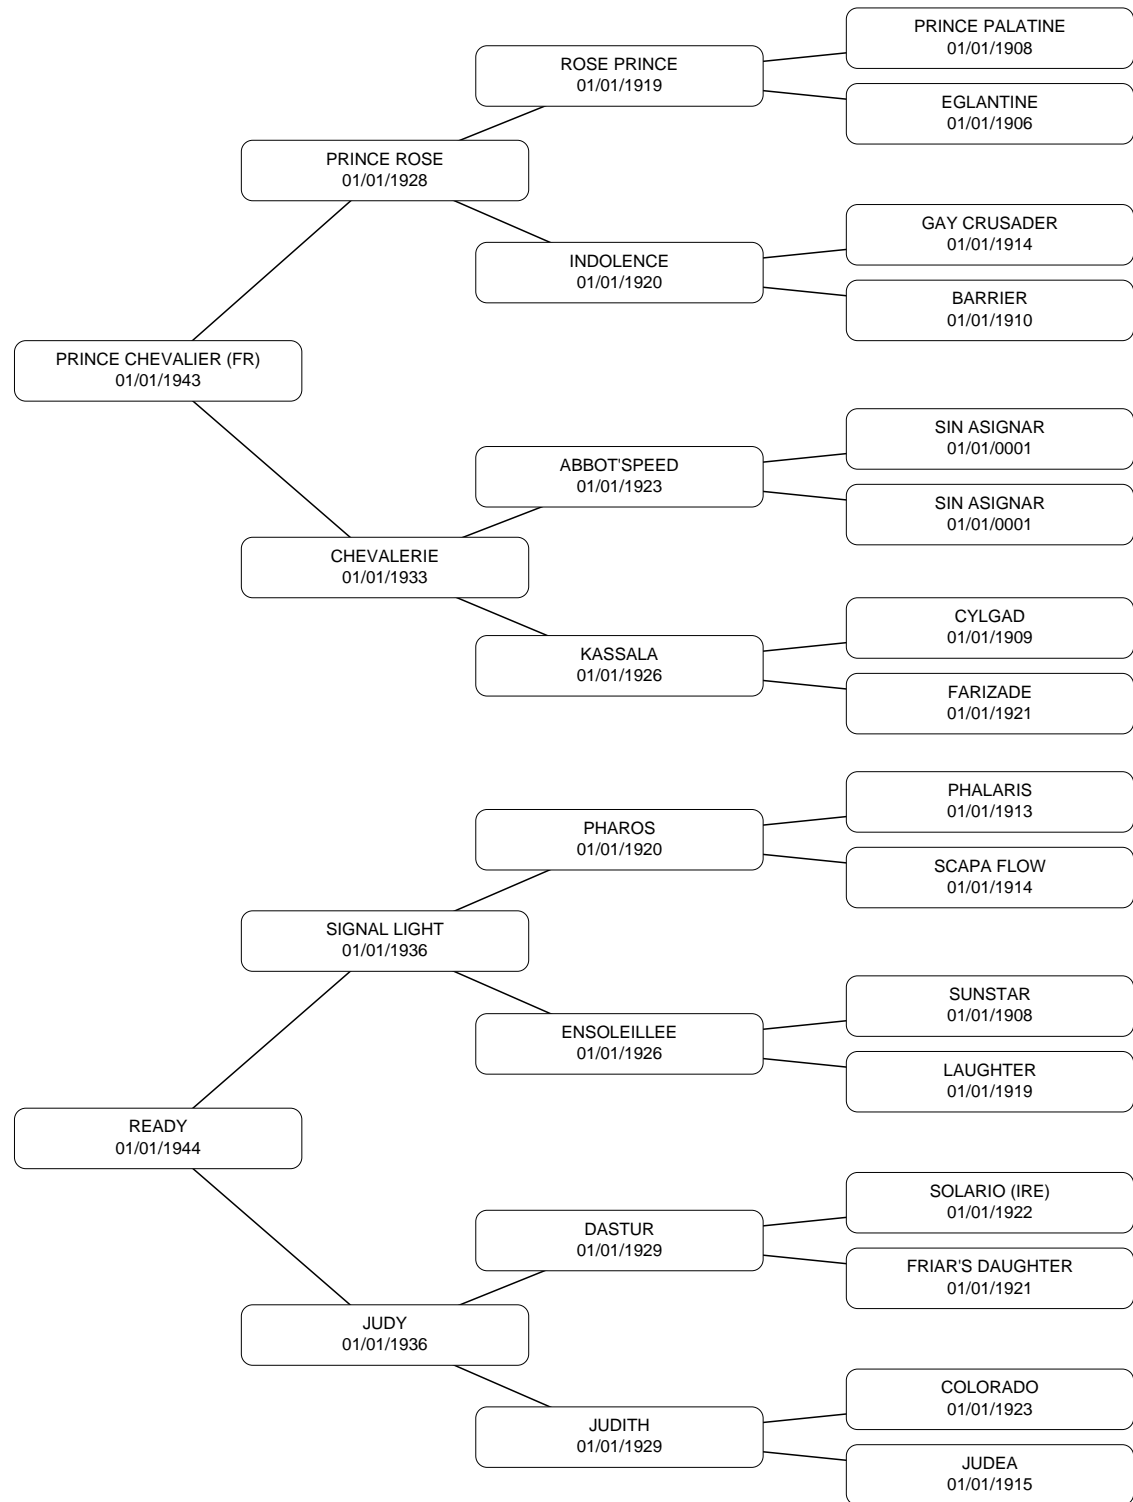 PRINCE PALATINE
01/01/1908
ROSE PRINCE
01/01/1919
EGLANTINE
01/01/1906
PRINCE ROSE
01/01/1928
GAY CRUSADER
01/01/1914
INDOLENCE
01/01/1920
BARRIER
01/01/1910
PRINCE CHEVALIER (FR)
01/01/1943
SIN ASIGNAR
01/01/0001
ABBOT'SPEED
01/01/1923
SIN ASIGNAR
01/01/0001
CHEVALERIE
01/01/1933
CYLGAD
01/01/1909
KASSALA
01/01/1926
FARIZADE
01/01/1921
PHALARIS
01/01/1913
PHAROS
01/01/1920
SCAPA FLOW
01/01/1914
SIGNAL LIGHT
01/01/1936
SUNSTAR
01/01/1908
ENSOLEILLEE
01/01/1926
LAUGHTER
01/01/1919
READY
01/01/1944
SOLARIO (IRE)
01/01/1922
DASTUR
01/01/1929
FRIAR'S DAUGHTER
01/01/1921
JUDY
01/01/1936
COLORADO
01/01/1923
JUDITH
01/01/1929
JUDEA
01/01/1915